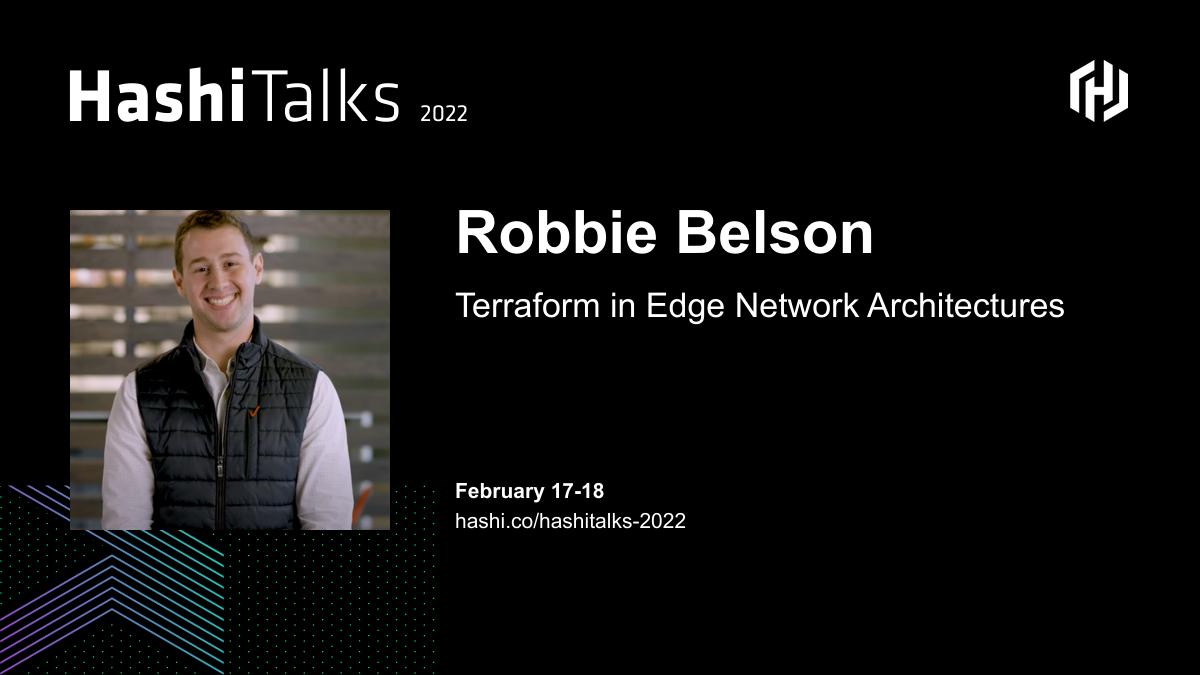 HashiTalks 2022
Robbie Belson
Terraform in Edge Network Architectures
February 17-18
hashi.co/hashitalks-2022